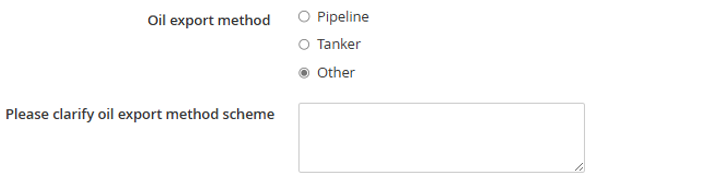 Oil export method
Pipeline
Tanker
Other
Please clarify oil export method scheme